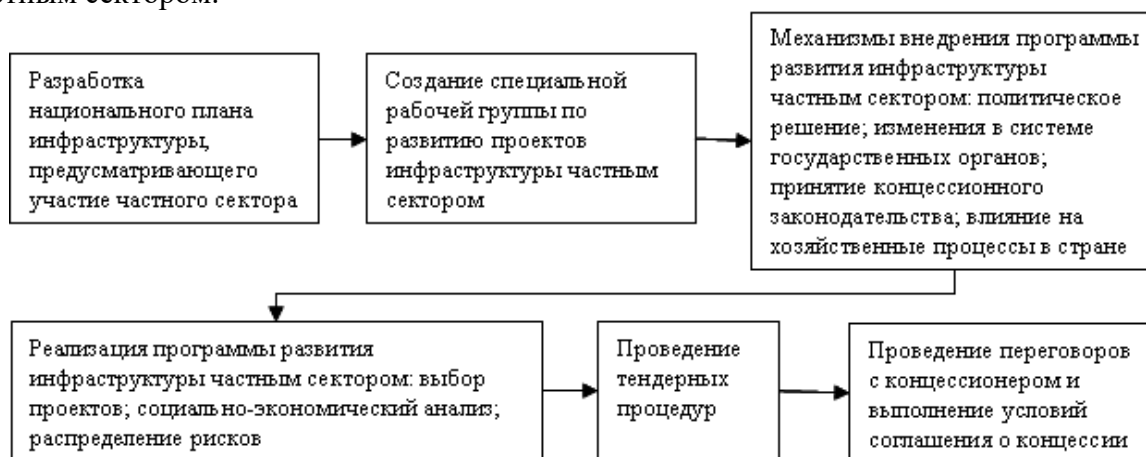 Разработка
национального плана
инфраструктуры,
предусматривающего
участие частного сектора
Создание специальной
рабочей группы по
развитию проектов
инфраструктуры частным
сектором
Механизмы внедрения программы
развития инфраструктуры
частным сектором: политическое
решение; изменения в системе
государственных органов;
принятие концессионного
законодательства; влияние на
хозяйственные процессы в стране
Реализация программы развития
инфраструктуры частным сектором: выбор
проектов; социально-экономический анализ;
распределение рисков
Проведение
тендерных
процедур
Проведение переговоров
с концессионером и
выполнение условий
соглашения о концессии